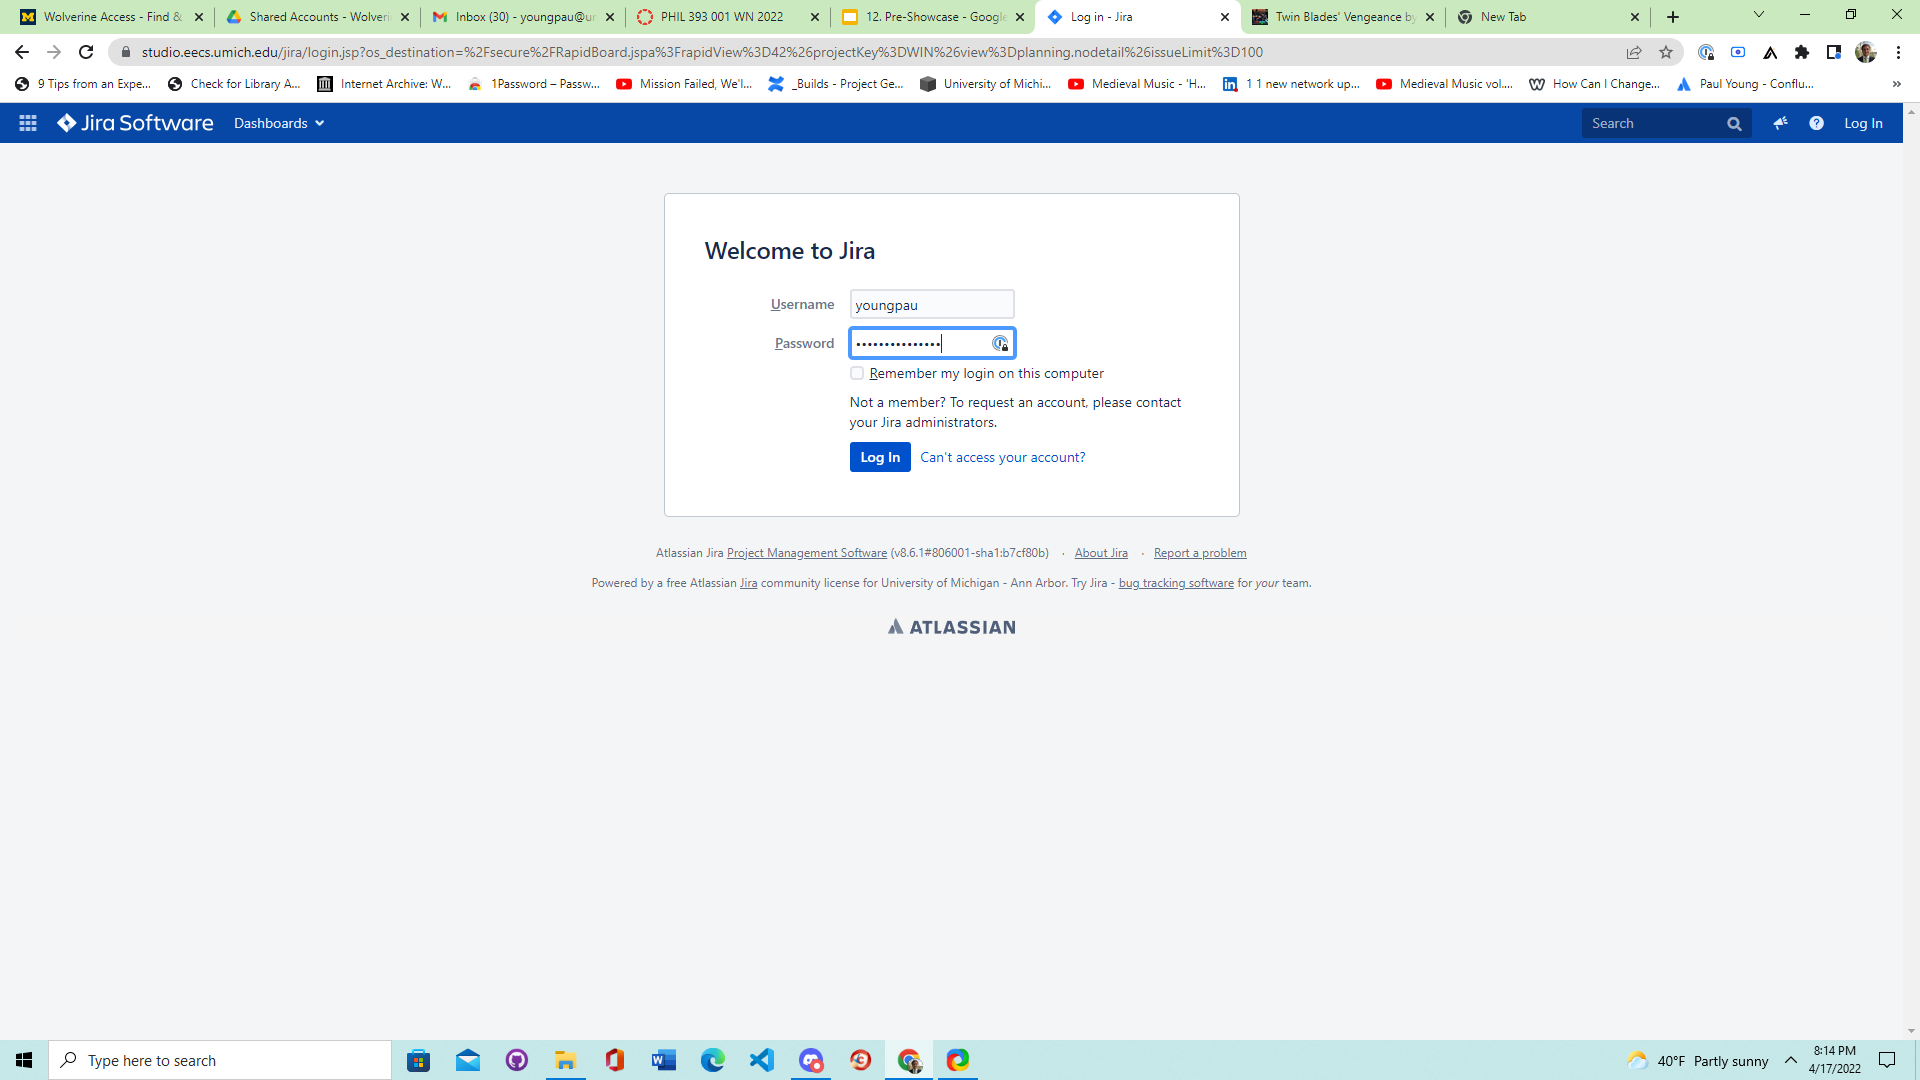 Wolverine Access - Find &
Shared Accounts - Wolveri
Inbox (30) - youngpau@ur
PHIL 393 001 WN 2022
12. Pre-Showcase - Google
Log in - Jira
Twin Blades' Vengeance by
New Tab
studio.eecs.umich.edu/jira/login.jsp?os_destination=%2Fsecure%2FRapidBoard.jspa%3FrapidView%3D42%26projectKey%3DWIN%26view%3Dplanning.nodetail%26issueLimit%3D100
9 Tips from an Expe...
Check for Library A...
Internet Archive: W...
1Password – Passw...
Mission Failed, We'l...
_Builds - Project Ge...
University of Michi...
Medieval Music - 'H...
1 1 new network up...
Medieval Music vol....
How Can I Change...
Paul Young - Conflu...
»
Jira Software
Dashboards
Search
Log In
Welcome to Jira
Username
youngpau
Password
•••••••••••••••
Remember my login on this computer
Not a member? To request an account, please contact
your Jira administrators.
Log In
Can't access your account?
Atlassian Jira Project Management Software (v8.6.1#806001-sha1:b7cf80b) · About Jira · Report a problem
Powered by a free Atlassian Jira community license for University of Michigan - Ann Arbor. Try Jira - bug tracking software for your team.
ATLASSIAN
Type here to search
40°F Partly sunny
8:14 PM
4/17/2022